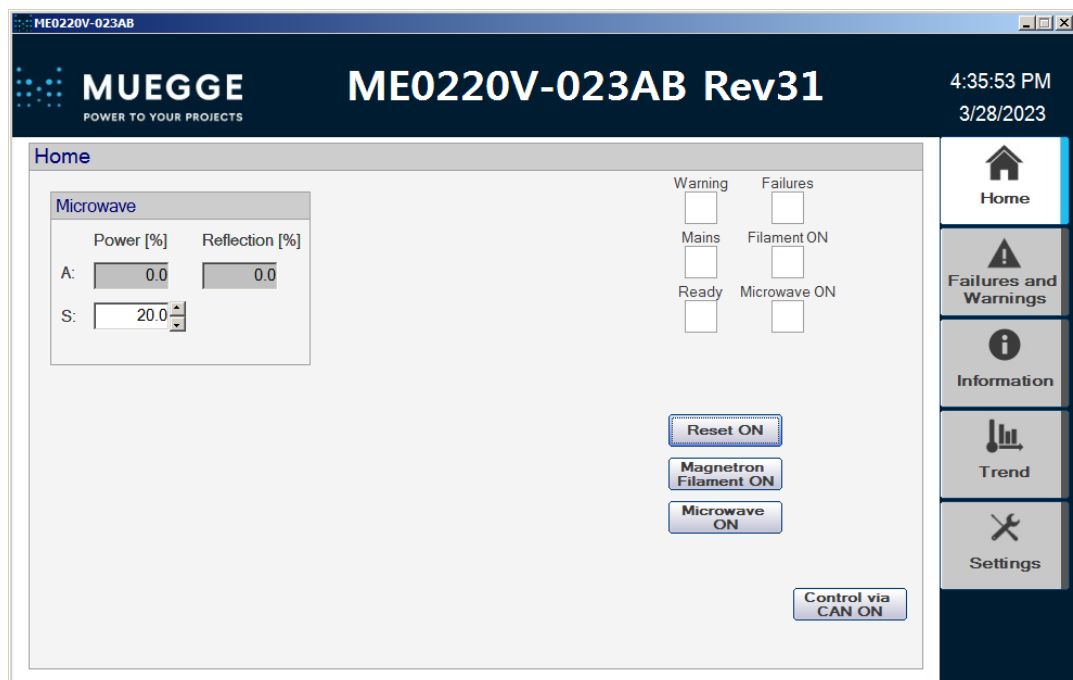 ME0220V-023AB
MUEGGE
POWER TO YOUR PROJECTS
ME0220V-023AB Rev31
4:35:53 PM
3/28/2023
Home
Microwave
Power [%] Reflection [%]
A: 0.0 0.0
S: 20.0
Warning Failures
Mains Filament ON
Ready Microwave ON
Reset ON
Magnetron
Filament ON
Microwave
ON
Control via
CAN ON
Home
Failures and
Warnings
Information
Trend
Settings